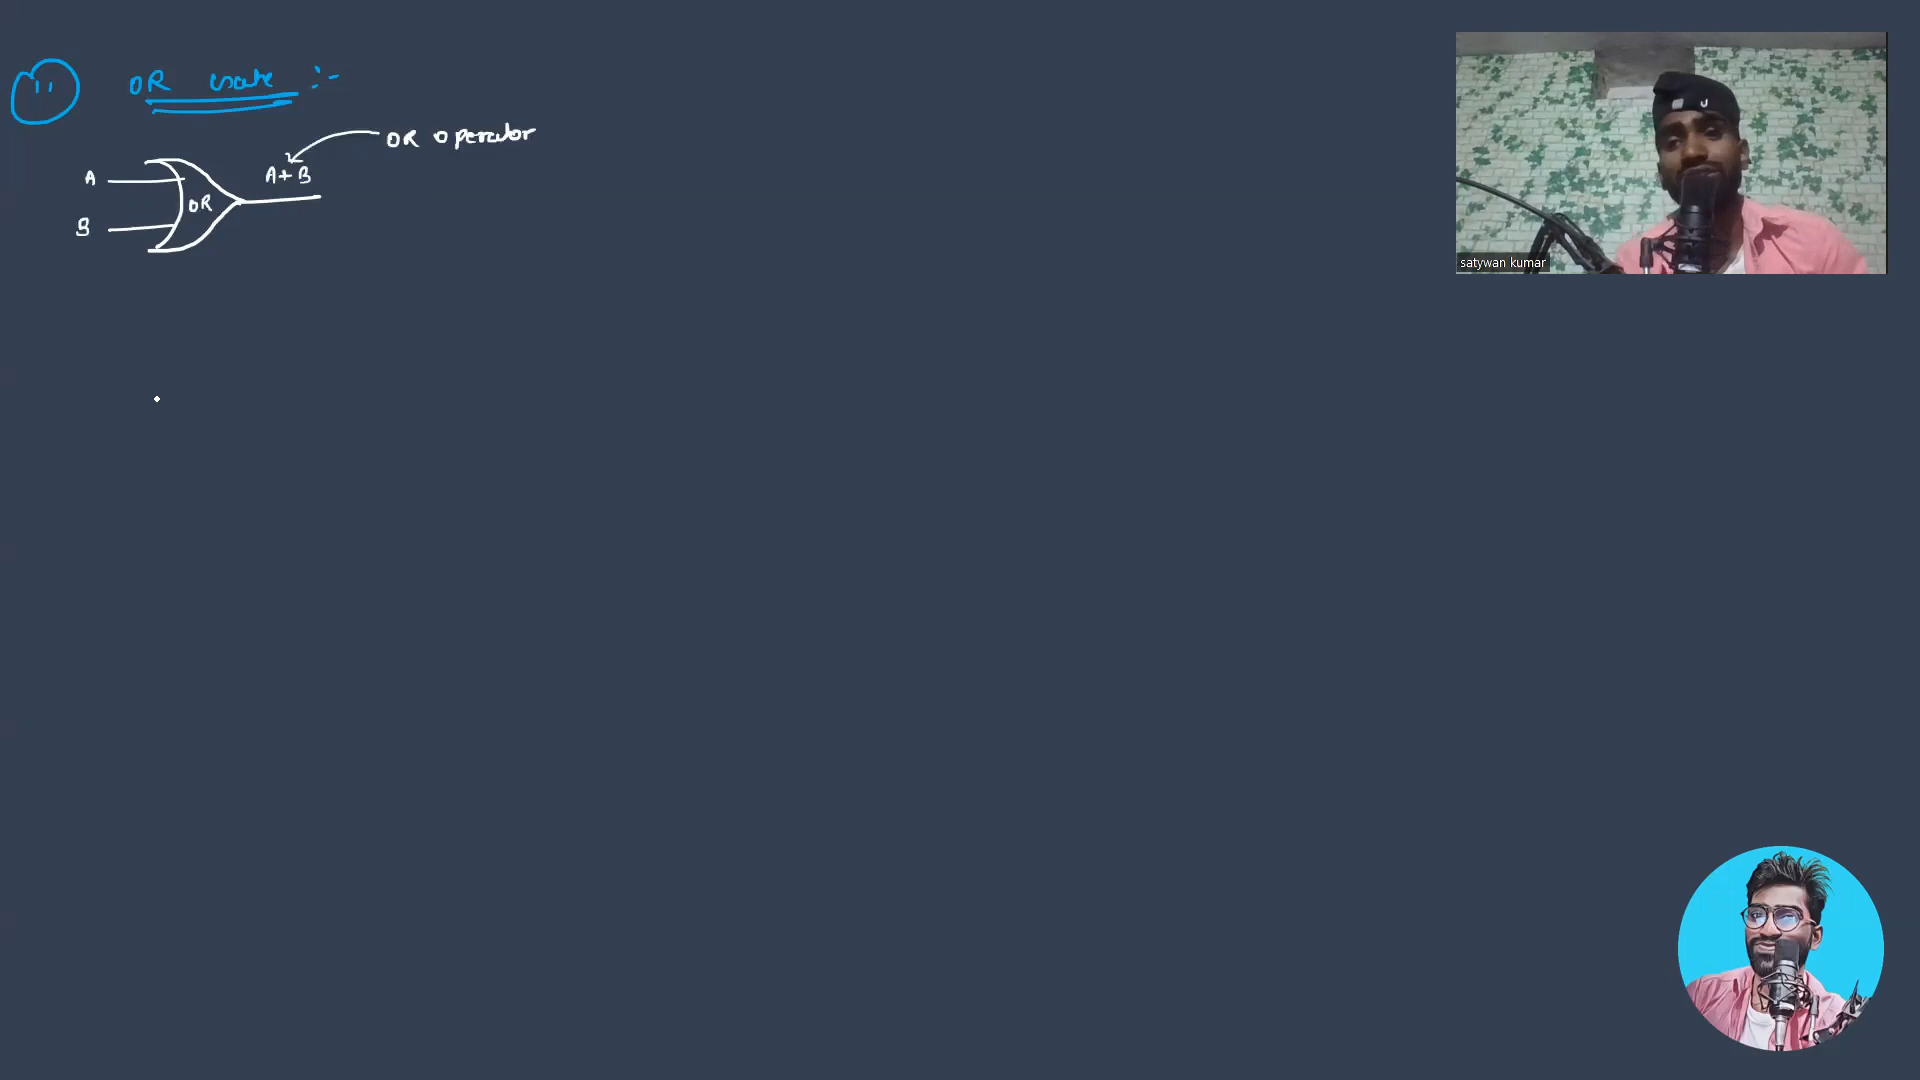 11 OR gate :-
OR operator
A+B
A
OR
B
satywan kumar